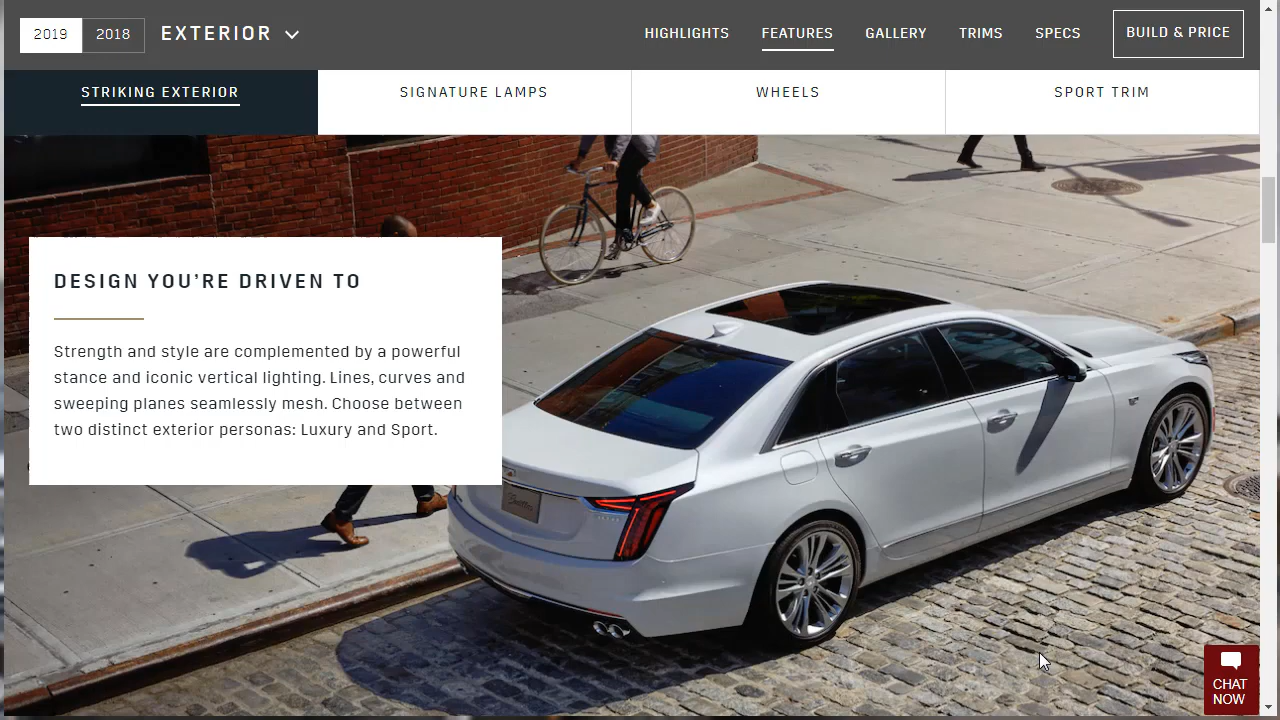 2019 2018 EXTERIOR HIGHLIGHTS FEATURES GALLERY TRIMS SPECS BUILD & PRICE
STRIKING EXTERIOR SIGNATURE LAMPS WHEELS SPORT TRIM
DESIGN YOU’RE DRIVEN TO
Strength and style are complemented by a powerful
stance and iconic vertical lighting. Lines, curves and
sweeping planes seamlessly mesh. Choose between
two distinct exterior personas: Luxury and Sport.
CHAT
NOW